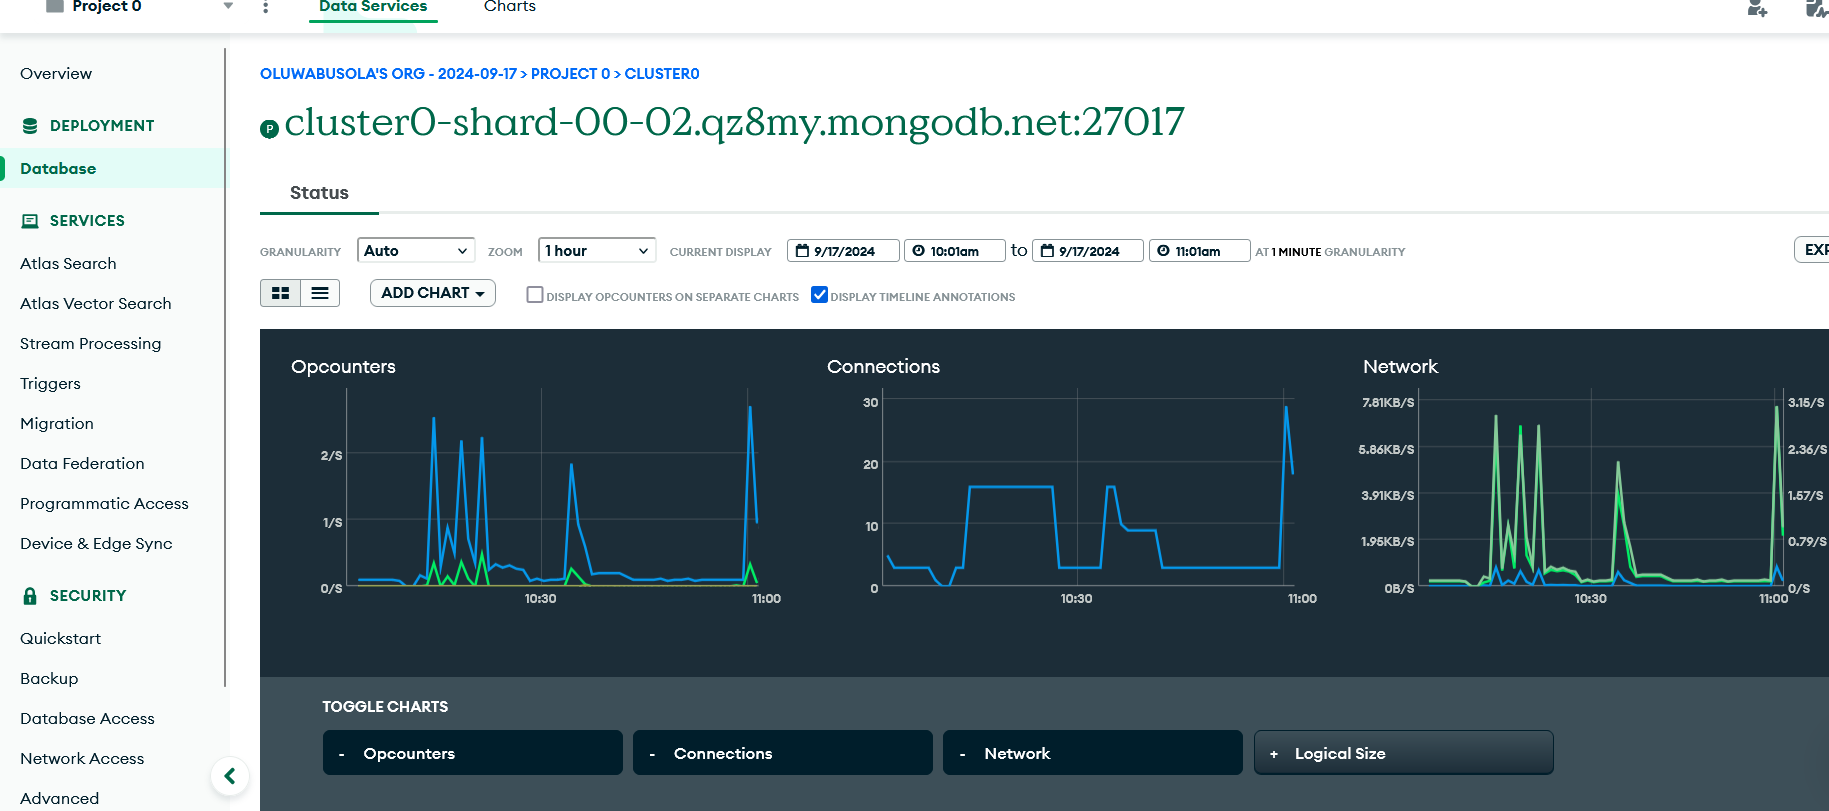 Project 0
Data Services
Charts
Overview
DEPLOYMENT
Database
SERVICES
Atlas Search
Atlas Vector Search
Stream Processing
Triggers
Migration
Data Federation
Programmatic Access
Device & Edge Sync
SECURITY
Quickstart
Backup
Database Access
Network Access
Advanced
OLUWABUSOLA'S ORG - 2024-09-17 > PROJECT 0 > CLUSTER0
P cluster0-shard-00-02.qz8my.mongodb.net:27017
Status
GRANULARITY Auto ZOOM 1 hour CURRENT DISPLAY 9/17/2024 10:01am to 9/17/2024 11:01am AT 1 MINUTE GRANULARITY
ADD CHART DISPLAY OPCOUNTERS ON SEPARATE CHARTS DISPLAY TIMELINE ANNOTATIONS
Opcounters
2/S
1/S
0/S
10:30 11:00
Connections
30
20
10
0
10:30 11:00
Network
7.81KB/S 3.15/S
5.86KB/S 2.36/S
3.91KB/S 1.57/S
1.95KB/S 0.79/S
0B/S 0/S
10:30 11:00
TOGGLE CHARTS
- Opcounters
- Connections
- Network
+ Logical Size